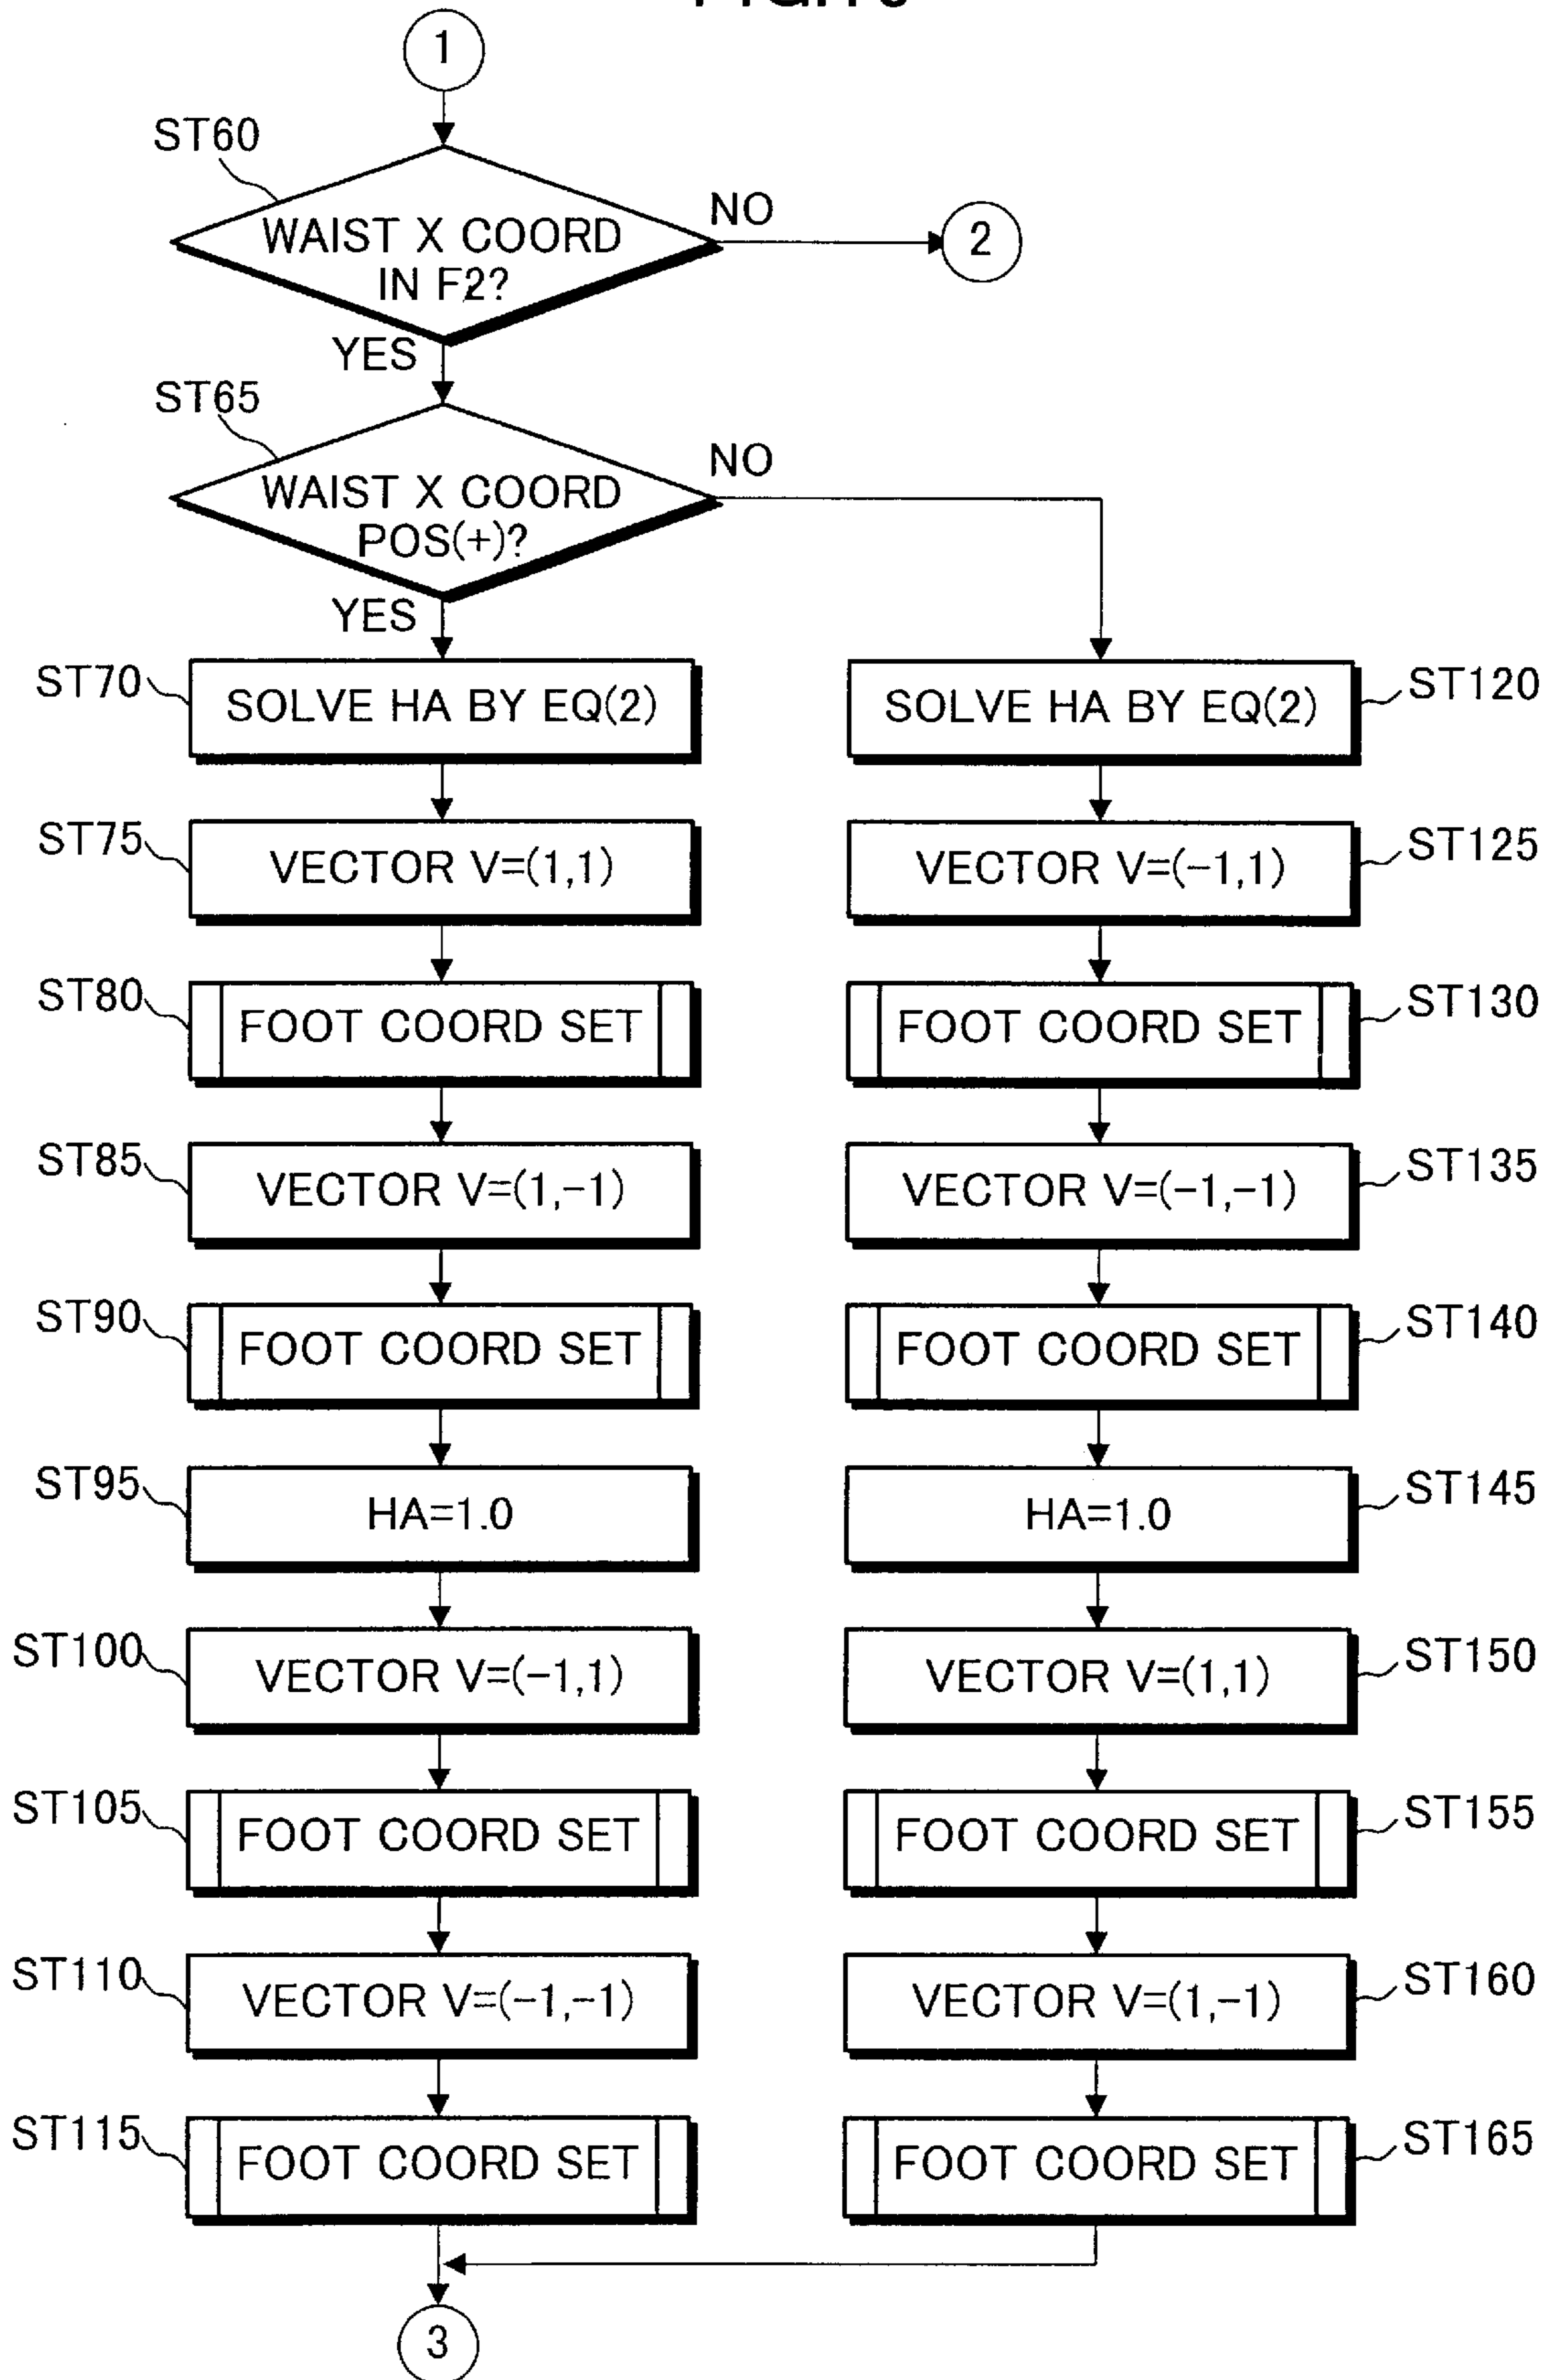 1
ST60
WAIST X COORD
IN F2?
NO
2
YES
ST65
WAIST X COORD
POS(+)?
NO
YES
ST70
SOLVE HA BY EQ(2)
SOLVE HA BY EQ(2)
ST120
ST75
VECTOR V=(1,1)
VECTOR V=(-1,1)
ST125
ST80
FOOT COORD SET
FOOT COORD SET
ST130
ST85
VECTOR V=(1,-1)
VECTOR V=(-1,-1)
ST135
ST90
FOOT COORD SET
FOOT COORD SET
ST140
ST95
HA=1.0
HA=1.0
ST145
ST100
VECTOR V=(-1,1)
VECTOR V=(1,1)
ST150
ST105
FOOT COORD SET
FOOT COORD SET
ST155
ST110
VECTOR V=(-1,-1)
VECTOR V=(1,-1)
ST160
ST115
FOOT COORD SET
FOOT COORD SET
ST165
3